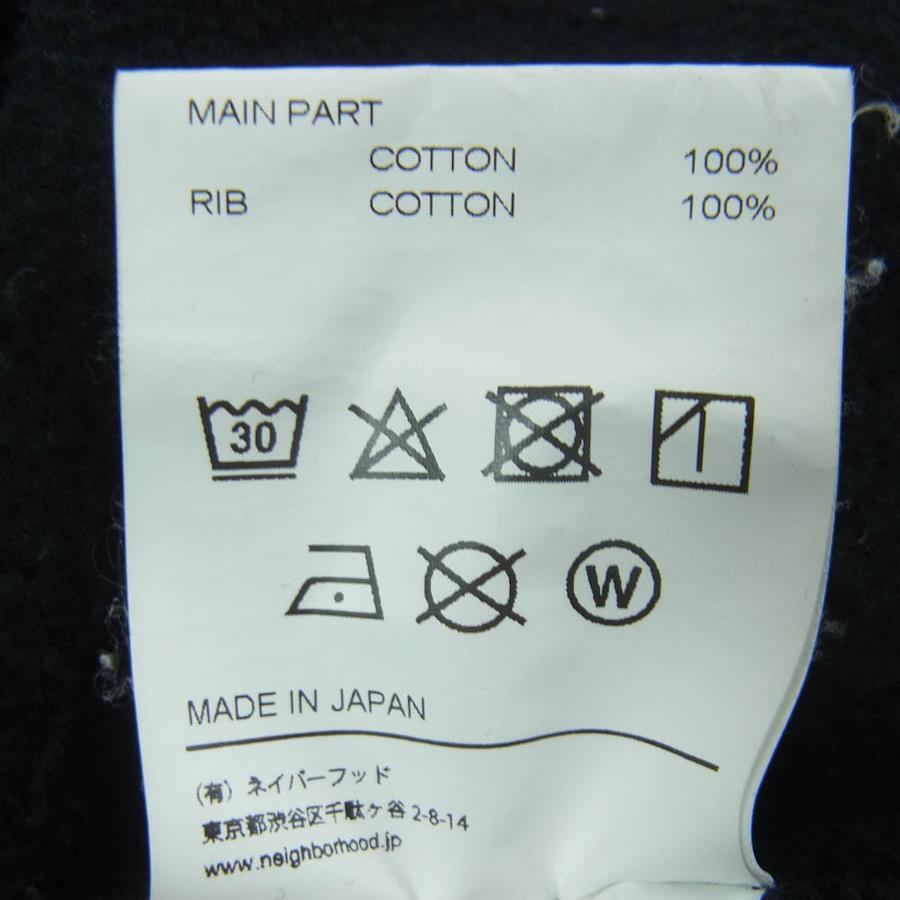 MAIN PART
COTTON 100%
RIB COTTON 100%
30
W
MADE IN JAPAN
(有) ネイバーフッド
東京都渋谷区千駄ヶ谷 2-8-14
www.neighborhood.jp